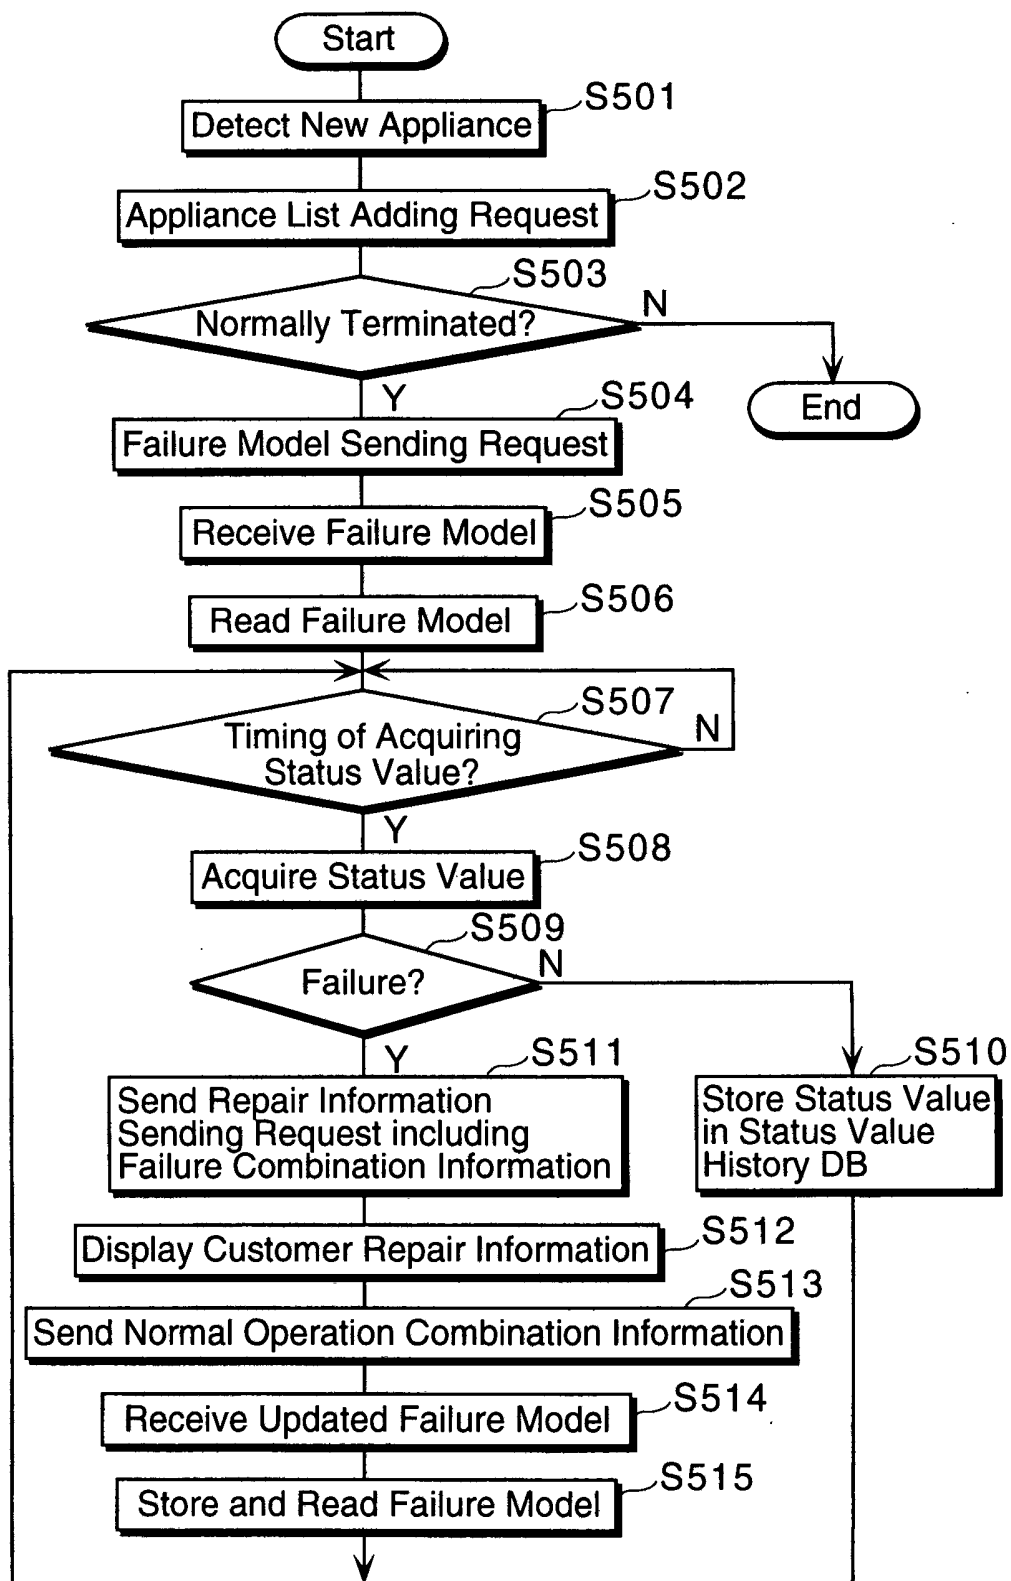 Start
S501
Detect New Appliance
S502
Appliance List Adding Request
S503
Normally Terminated?
N
Y
End
S504
Failure Model Sending Request
S505
Receive Failure Model
S506
Read Failure Model
S507
Timing of Acquiring
Status Value?
N
Y
S508
Acquire Status Value
S509
Failure?
N
Y
S511
Send Repair Information
Sending Request including
Failure Combination Information
S510
Store Status Value
in Status Value
History DB
S512
Display Customer Repair Information
S513
Send Normal Operation Combination Information
S514
Receive Updated Failure Model
S515
Store and Read Failure Model